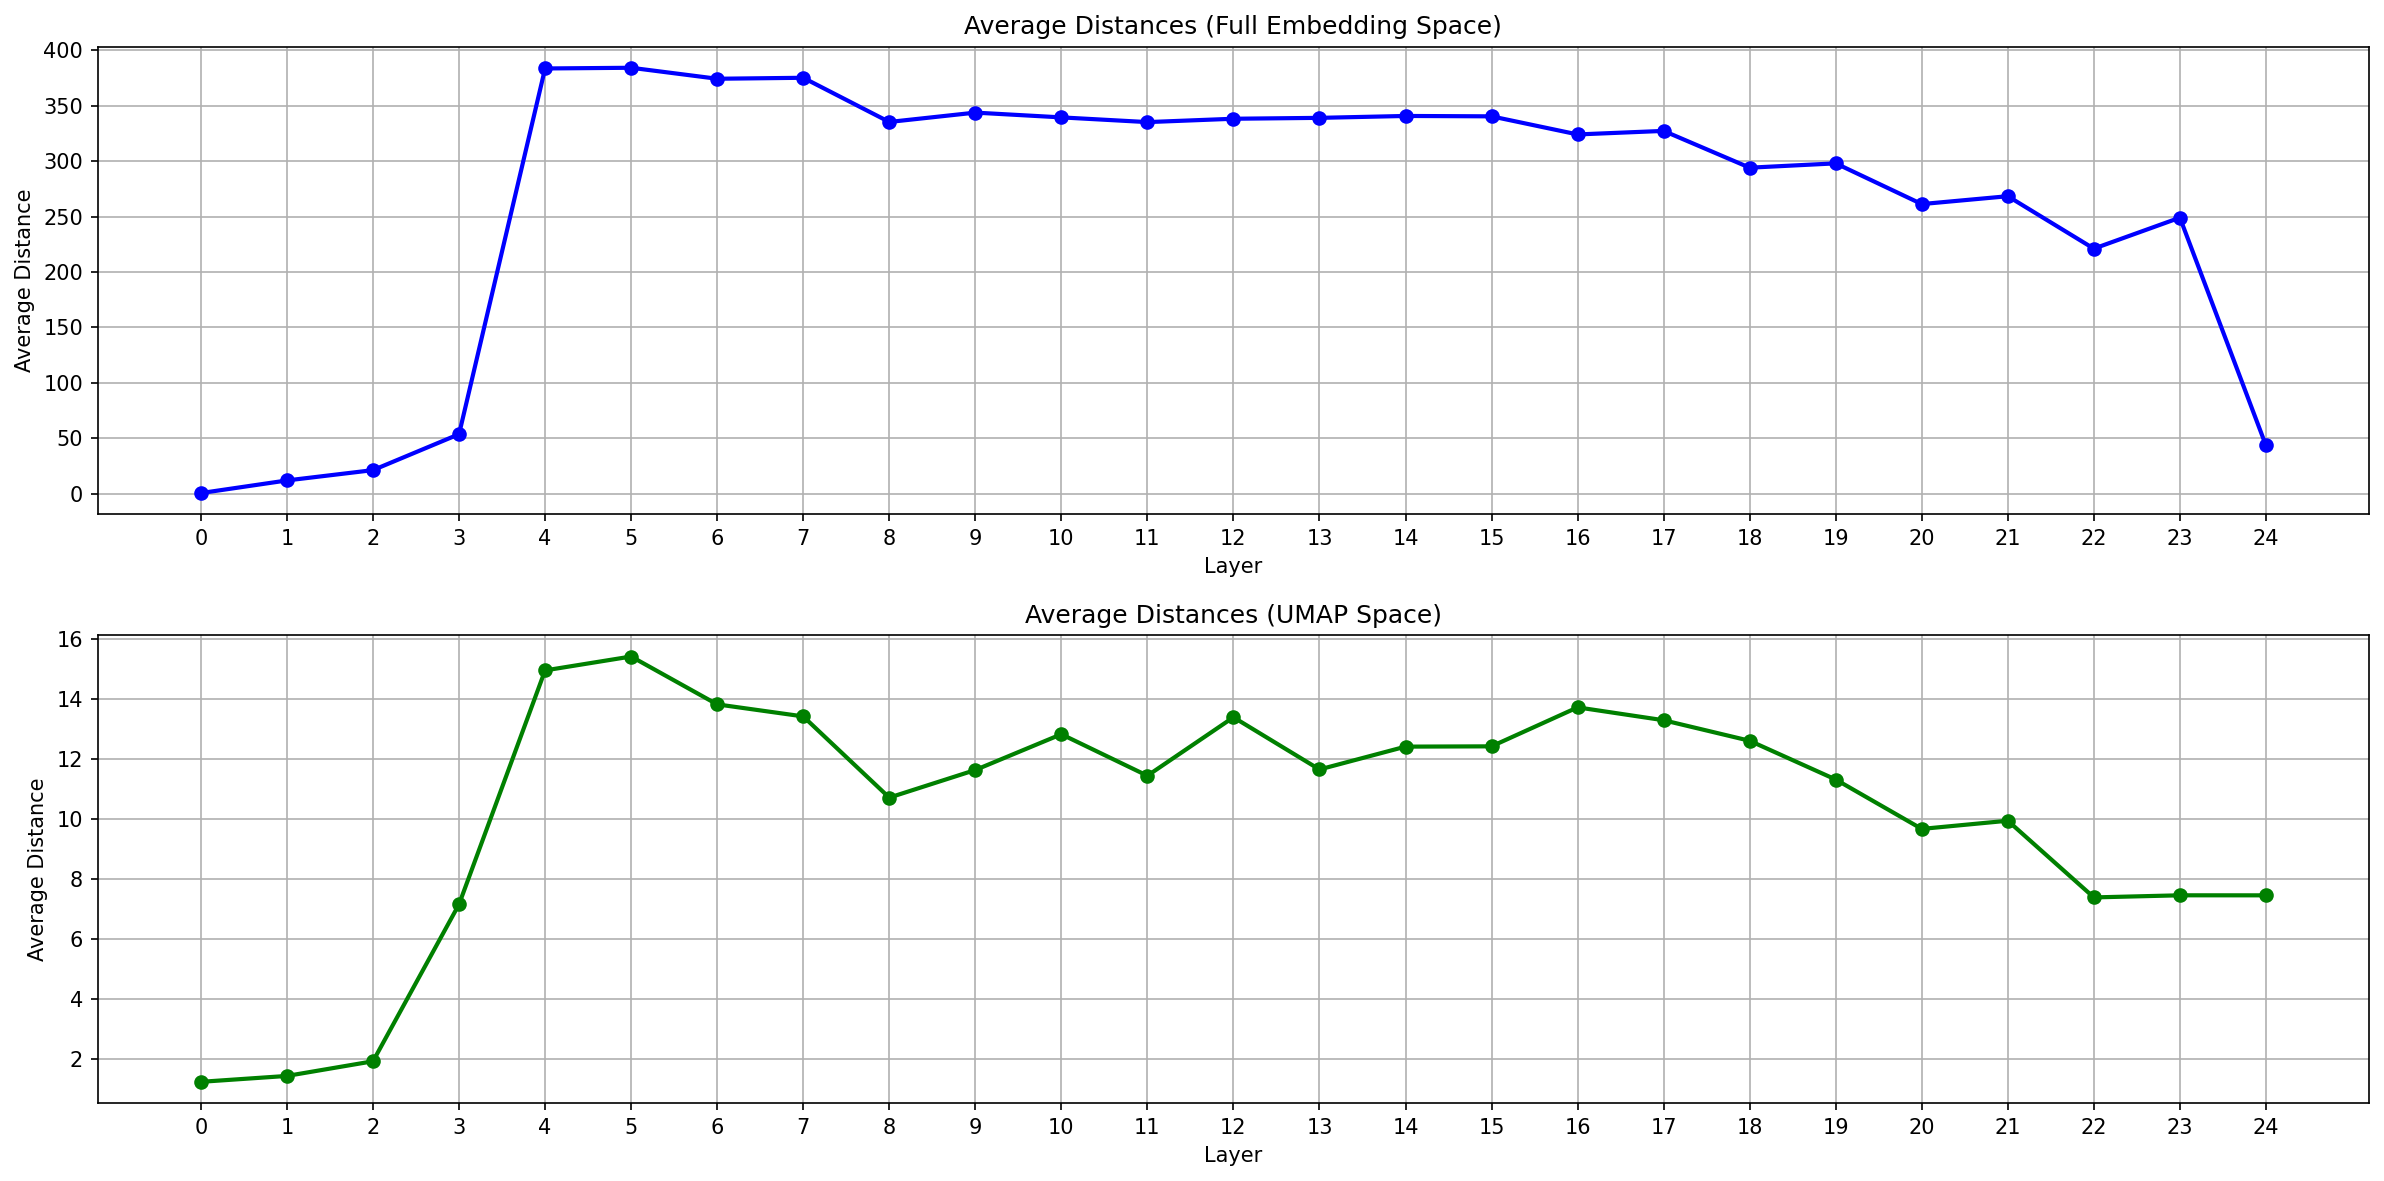 Average Distances (Full Embedding Space)
Average Distance
400
350
300
250
200
150
100
50
0
0 1 2 3 4 5 6 7 8 9 10 11 12 13 14 15 16 17 18 19 20 21 22 23 24
Layer
Average Distances (UMAP Space)
Average Distance
16
14
12
10
8
6
4
2
0 1 2 3 4 5 6 7 8 9 10 11 12 13 14 15 16 17 18 19 20 21 22 23 24
Layer